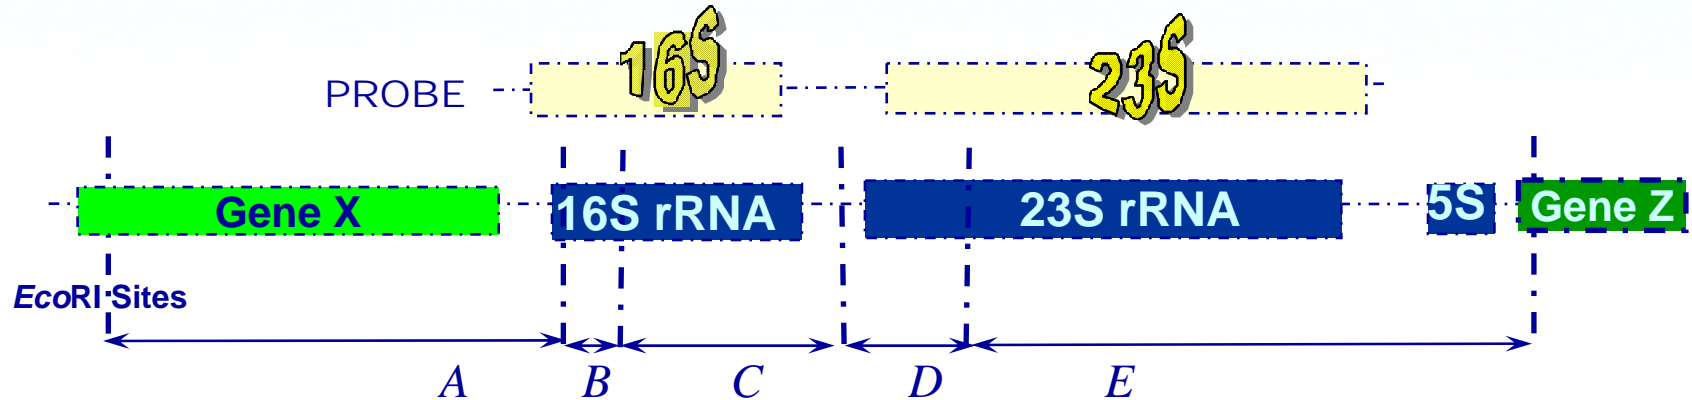 16S
23S
PROBE
Gene X
16S rRNA
23S rRNA
5S
Gene Z
EcoRI Sites
A
B
C
D
E